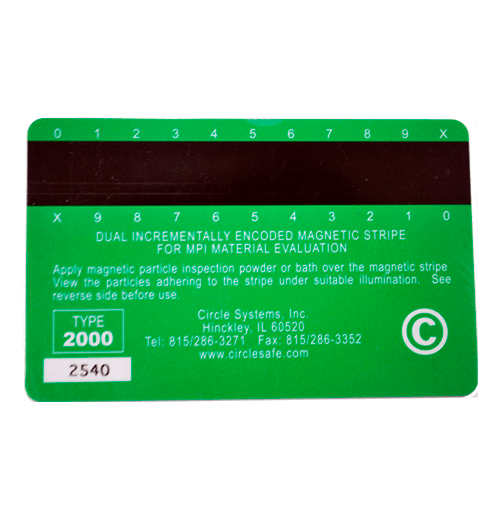 0 1 2 3 4 5 6 7 8 9 X
X 9 8 7 6 5 4 3 2 1 0
DUAL INCREMENTALLY ENCODED MAGNETIC STRIPE
FOR MPI MATERIAL EVALUATION
Apply magnetic particle inspection powder or bath over the magnetic stripe
View the particles adhering to the stripe under suitable illumination. See
reverse side before use.
TYPE
2000
2540
Circle Systems, Inc.
Hinckley, IL 60520
Tel: 815/286-3271 Fax: 815/286-3352
www.circlesafe.com
©